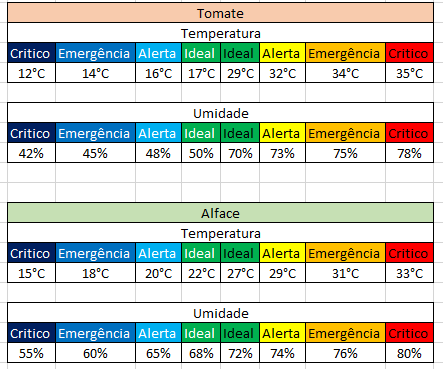 Tomate
Temperatura
Critico Emergência Alerta Ideal Ideal Alerta Emergência Critico
12°C 14°C 16°C 17°C 29°C 32°C 34°C 35°C
Umidade
Critico Emergência Alerta Ideal Ideal Alerta Emergência Critico
42% 45% 48% 50% 70% 73% 75% 78%
Alface
Temperatura
Critico Emergência Alerta Ideal Ideal Alerta Emergência Critico
15°C 18°C 20°C 22°C 27°C 29°C 31°C 33°C
Umidade
Critico Emergência Alerta Ideal Ideal Alerta Emergência Critico
55% 60% 65% 68% 72% 74% 76% 80%